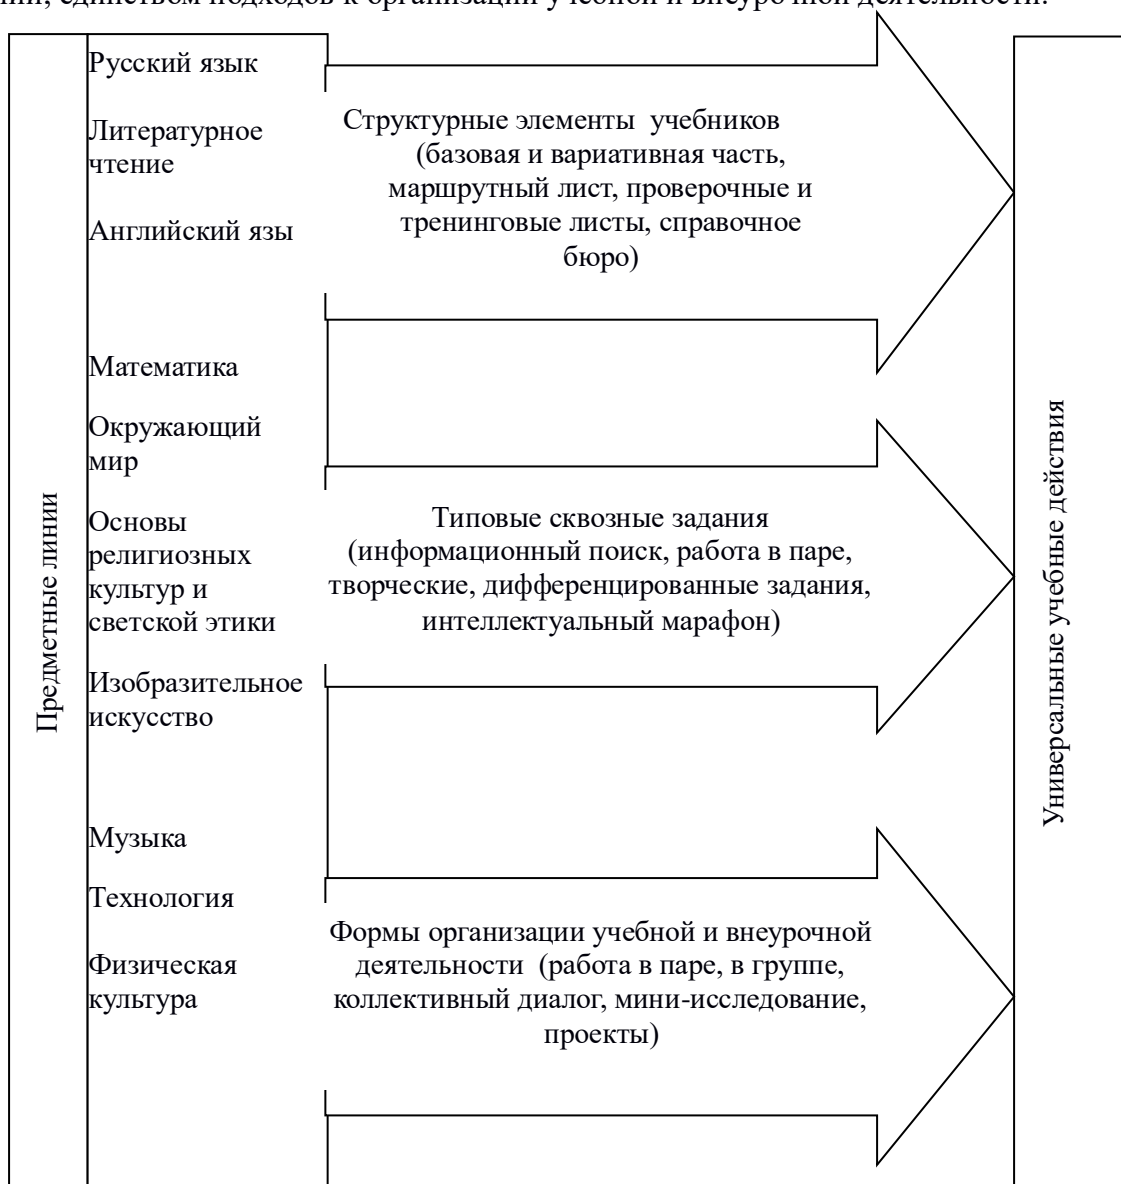 единством подходов к организации учебной и внеурочной деятельности.
Предметные линии
Русский язык
Литературное
чтение
Английский язы
Математика
Окружающий
мир
Основы
религиозных
культур и
светской этики
Изобразительное
искусство
Музыка
Технология
Физическая
культура
Структурные элементы учебников
(базовая и вариативная часть,
маршрутный лист, проверочные и
тренинговые листы, справочное
бюро)
Типовые сквозные задания
(информационный поиск, работа в паре,
творческие, дифференцированные задания,
интеллектуальный марафон)
Формы организации учебной и внеурочной
деятельности (работа в паре, в группе,
коллективный диалог, мини-исследование,
проекты)
Универсальные учебные действия